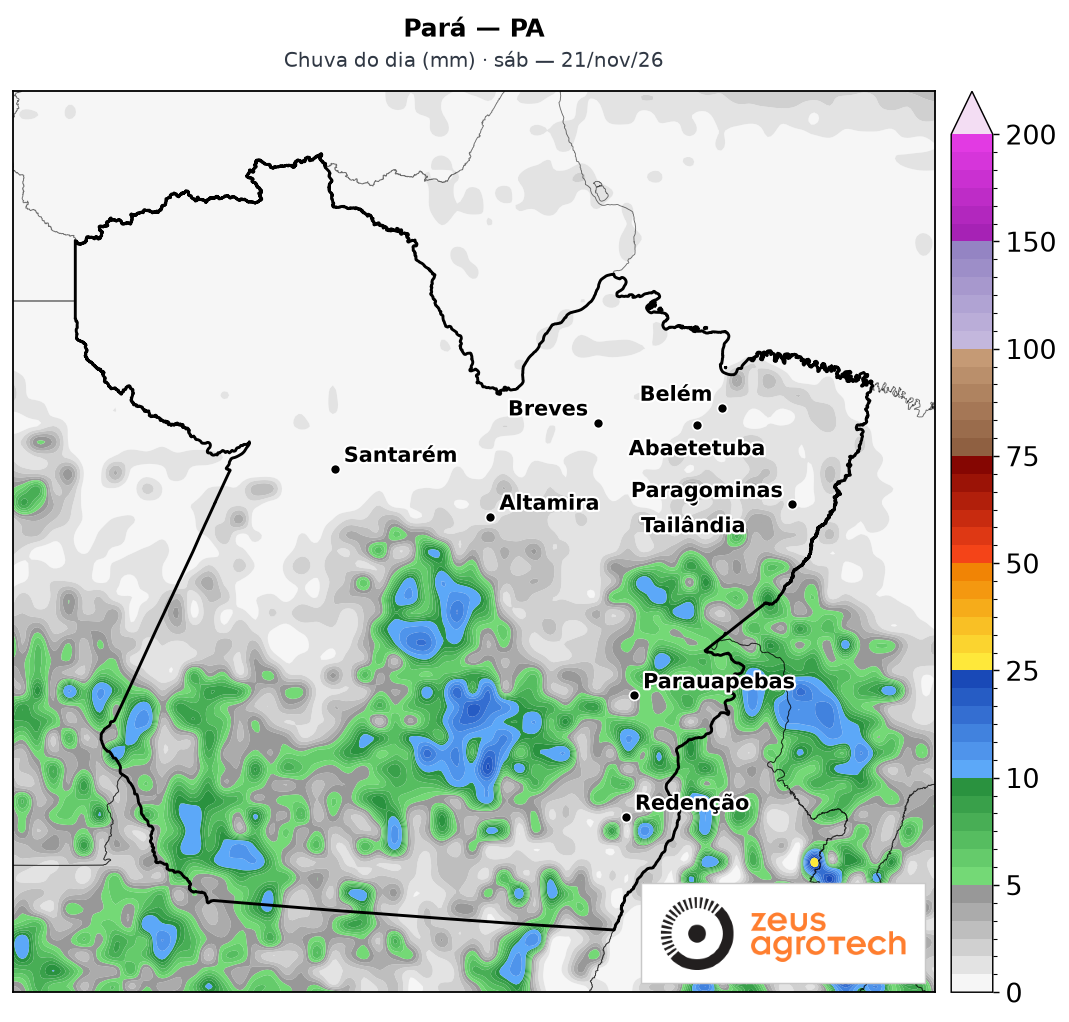 Pará — PA
Chuva do dia (mm) · sáb — 21/nov/26
200
150
100
75
50
25
10
5
0
Belém
Breves
Abaetetuba
Santarém
Paragominas
Altamira
Tailândia
Parauapebas
Redenção
zeus
agrotech